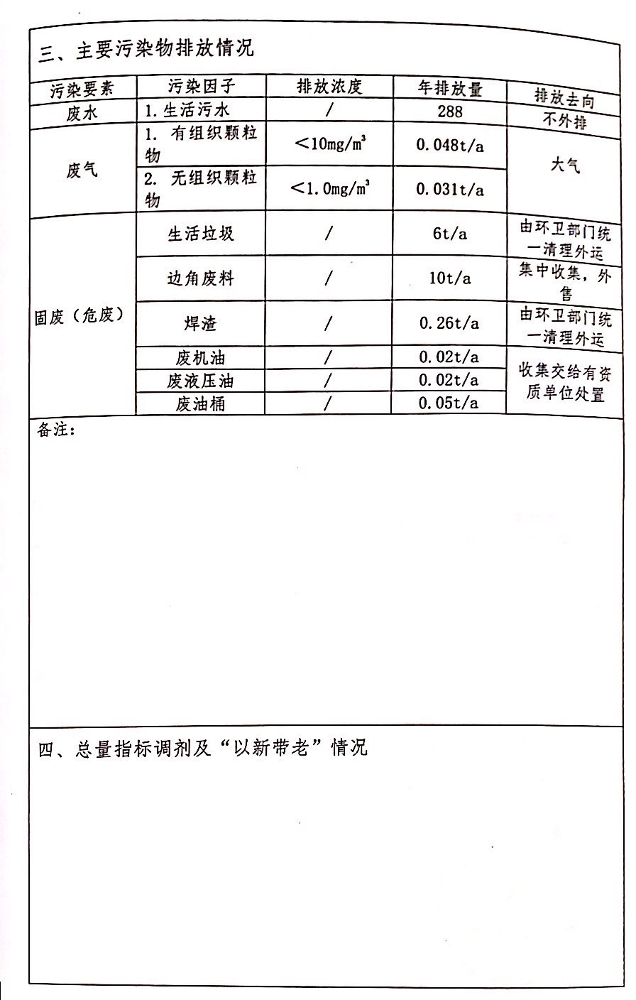 三、主要污染物排放情况
污染要素 污染因子 排放浓度 年排放量 排放去向
废水 1.生活污水 / 288 不外排
废气 1. 有组织颗粒物 <10mg/m³ 0.048t/a 大气
2. 无组织颗粒物 <1.0mg/m³ 0.031t/a
固废（危废） 生活垃圾 / 6t/a 由环卫部门统一清理外运
边角废料 / 10t/a 集中收集，外售
焊渣 / 0.26t/a 由环卫部门统一清理外运
废机油 / 0.02t/a 收集交给有资质单位处置
废液压油 / 0.02t/a
废油桶 / 0.05t/a
备注：
四、总量指标调剂及“以新带老”情况